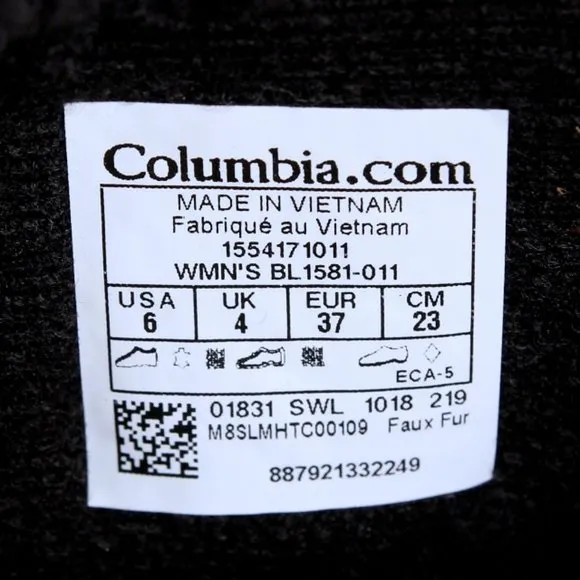 Columbia.com
MADE IN VIETNAM
Fabriqué au Vietnam
1554171011
WMN'S BL1581-011
USA UK EUR CM
6 4 37 23
ECA-5
01831 SWL 1018 219
M8SLMHTC00109 Faux Fur
887921332249